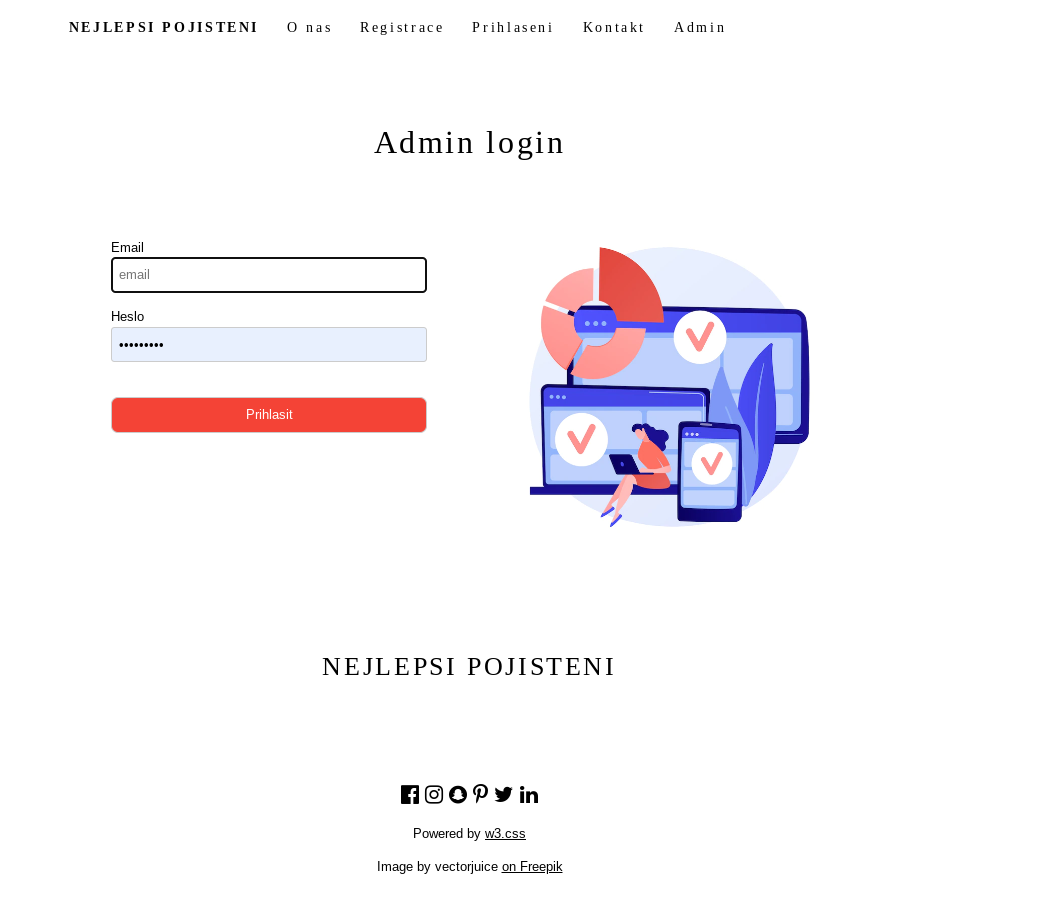 NEJLEPSI POJISTENI O nas Registrace Prihlaseni Kontakt Admin
Admin login
Email
email
Heslo
•••••••••
Prihlasit
NEJLEPSI POJISTENI
Powered by w3.css
Image by vectorjuice on Freepik